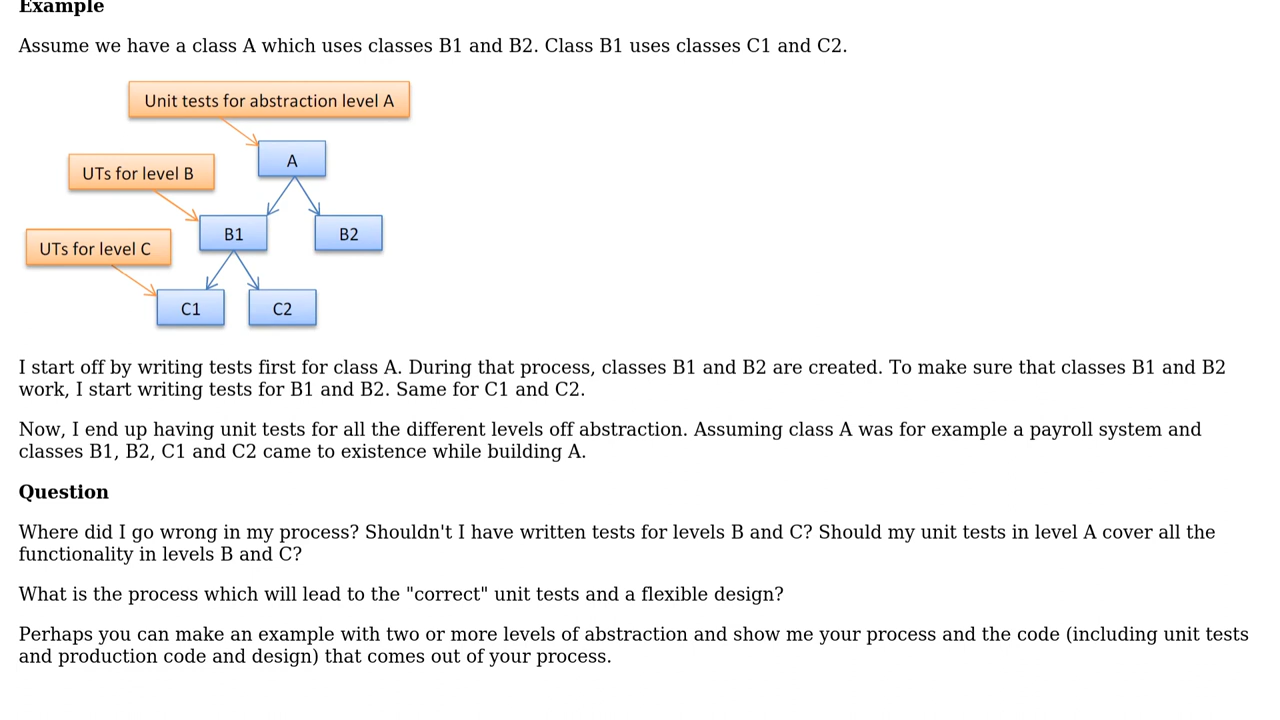 Example
Assume we have a class A which uses classes B1 and B2. Class B1 uses classes C1 and C2.
Unit tests for abstraction level A
A
UTs for level B
B1
B2
UTs for level C
C1
C2
I start off by writing tests first for class A. During that process, classes B1 and B2 are created. To make sure that classes B1 and B2
work, I start writing tests for B1 and B2. Same for C1 and C2.
Now, I end up having unit tests for all the different levels off abstraction. Assuming class A was for example a payroll system and
classes B1, B2, C1 and C2 came to existence while building A.
Question
Where did I go wrong in my process? Shouldn't I have written tests for levels B and C? Should my unit tests in level A cover all the
functionality in levels B and C?
What is the process which will lead to the "correct" unit tests and a flexible design?
Perhaps you can make an example with two or more levels of abstraction and show me your process and the code (including unit tests
and production code and design) that comes out of your process.